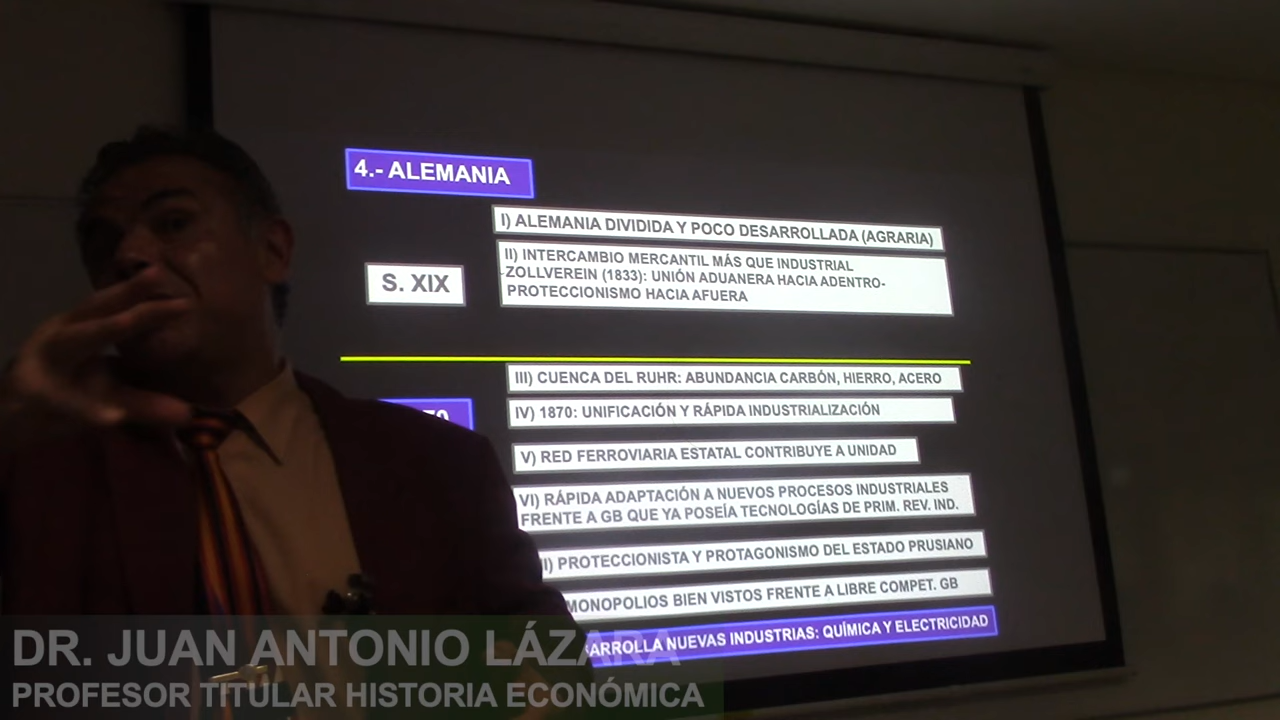 4.- ALEMANIA
I) ALEMANIA DIVIDIDA Y POCO DESARROLLADA (AGRARIA)
S. XIX
II) INTERCAMBIO MERCANTIL MÁS QUE INDUSTRIAL
ZOLLVEREIN (1833): UNIÓN ADUANERA HACIA ADENTRO-
PROTECCIONISMO HACIA AFUERA
III) CUENCA DEL RUHR: ABUNDANCIA CARBÓN, HIERRO, ACERO
IV) 1870: UNIFICACIÓN Y RÁPIDA INDUSTRIALIZACIÓN
V) RED FERROVIARIA ESTATAL CONTRIBUYE A UNIDAD
VI) RÁPIDA ADAPTACIÓN A NUEVOS PROCESOS INDUSTRIALES
FRENTE A GB QUE YA POSEÍA TECNOLOGÍAS DE PRIM. REV. IND.
I) PROTECCIONISTA Y PROTAGONISMO DEL ESTADO PRUSIANO
MONOPOLIOS BIEN VISTOS FRENTE A LIBRE COMPET. GB
ARROLLA NUEVAS INDUSTRIAS: QUÍMICA Y ELECTRICIDAD
DR. JUAN ANTONIO LÁZARA
PROFESOR TITULAR HISTORIA ECONÓMICA